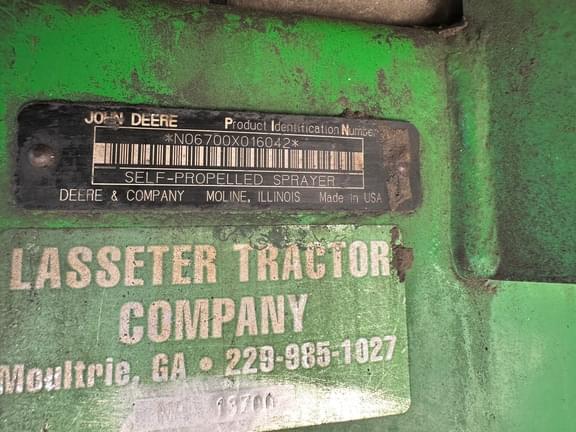 JOHN DEERE Product Identification Number
*N06700X016042*
SELF-PROPELLED SPRAYER
DEERE & COMPANY MOLINE, ILLINOIS Made in USA
LASSETER TRACTOR
COMPANY
Moultrie, GA • 229-985-1027